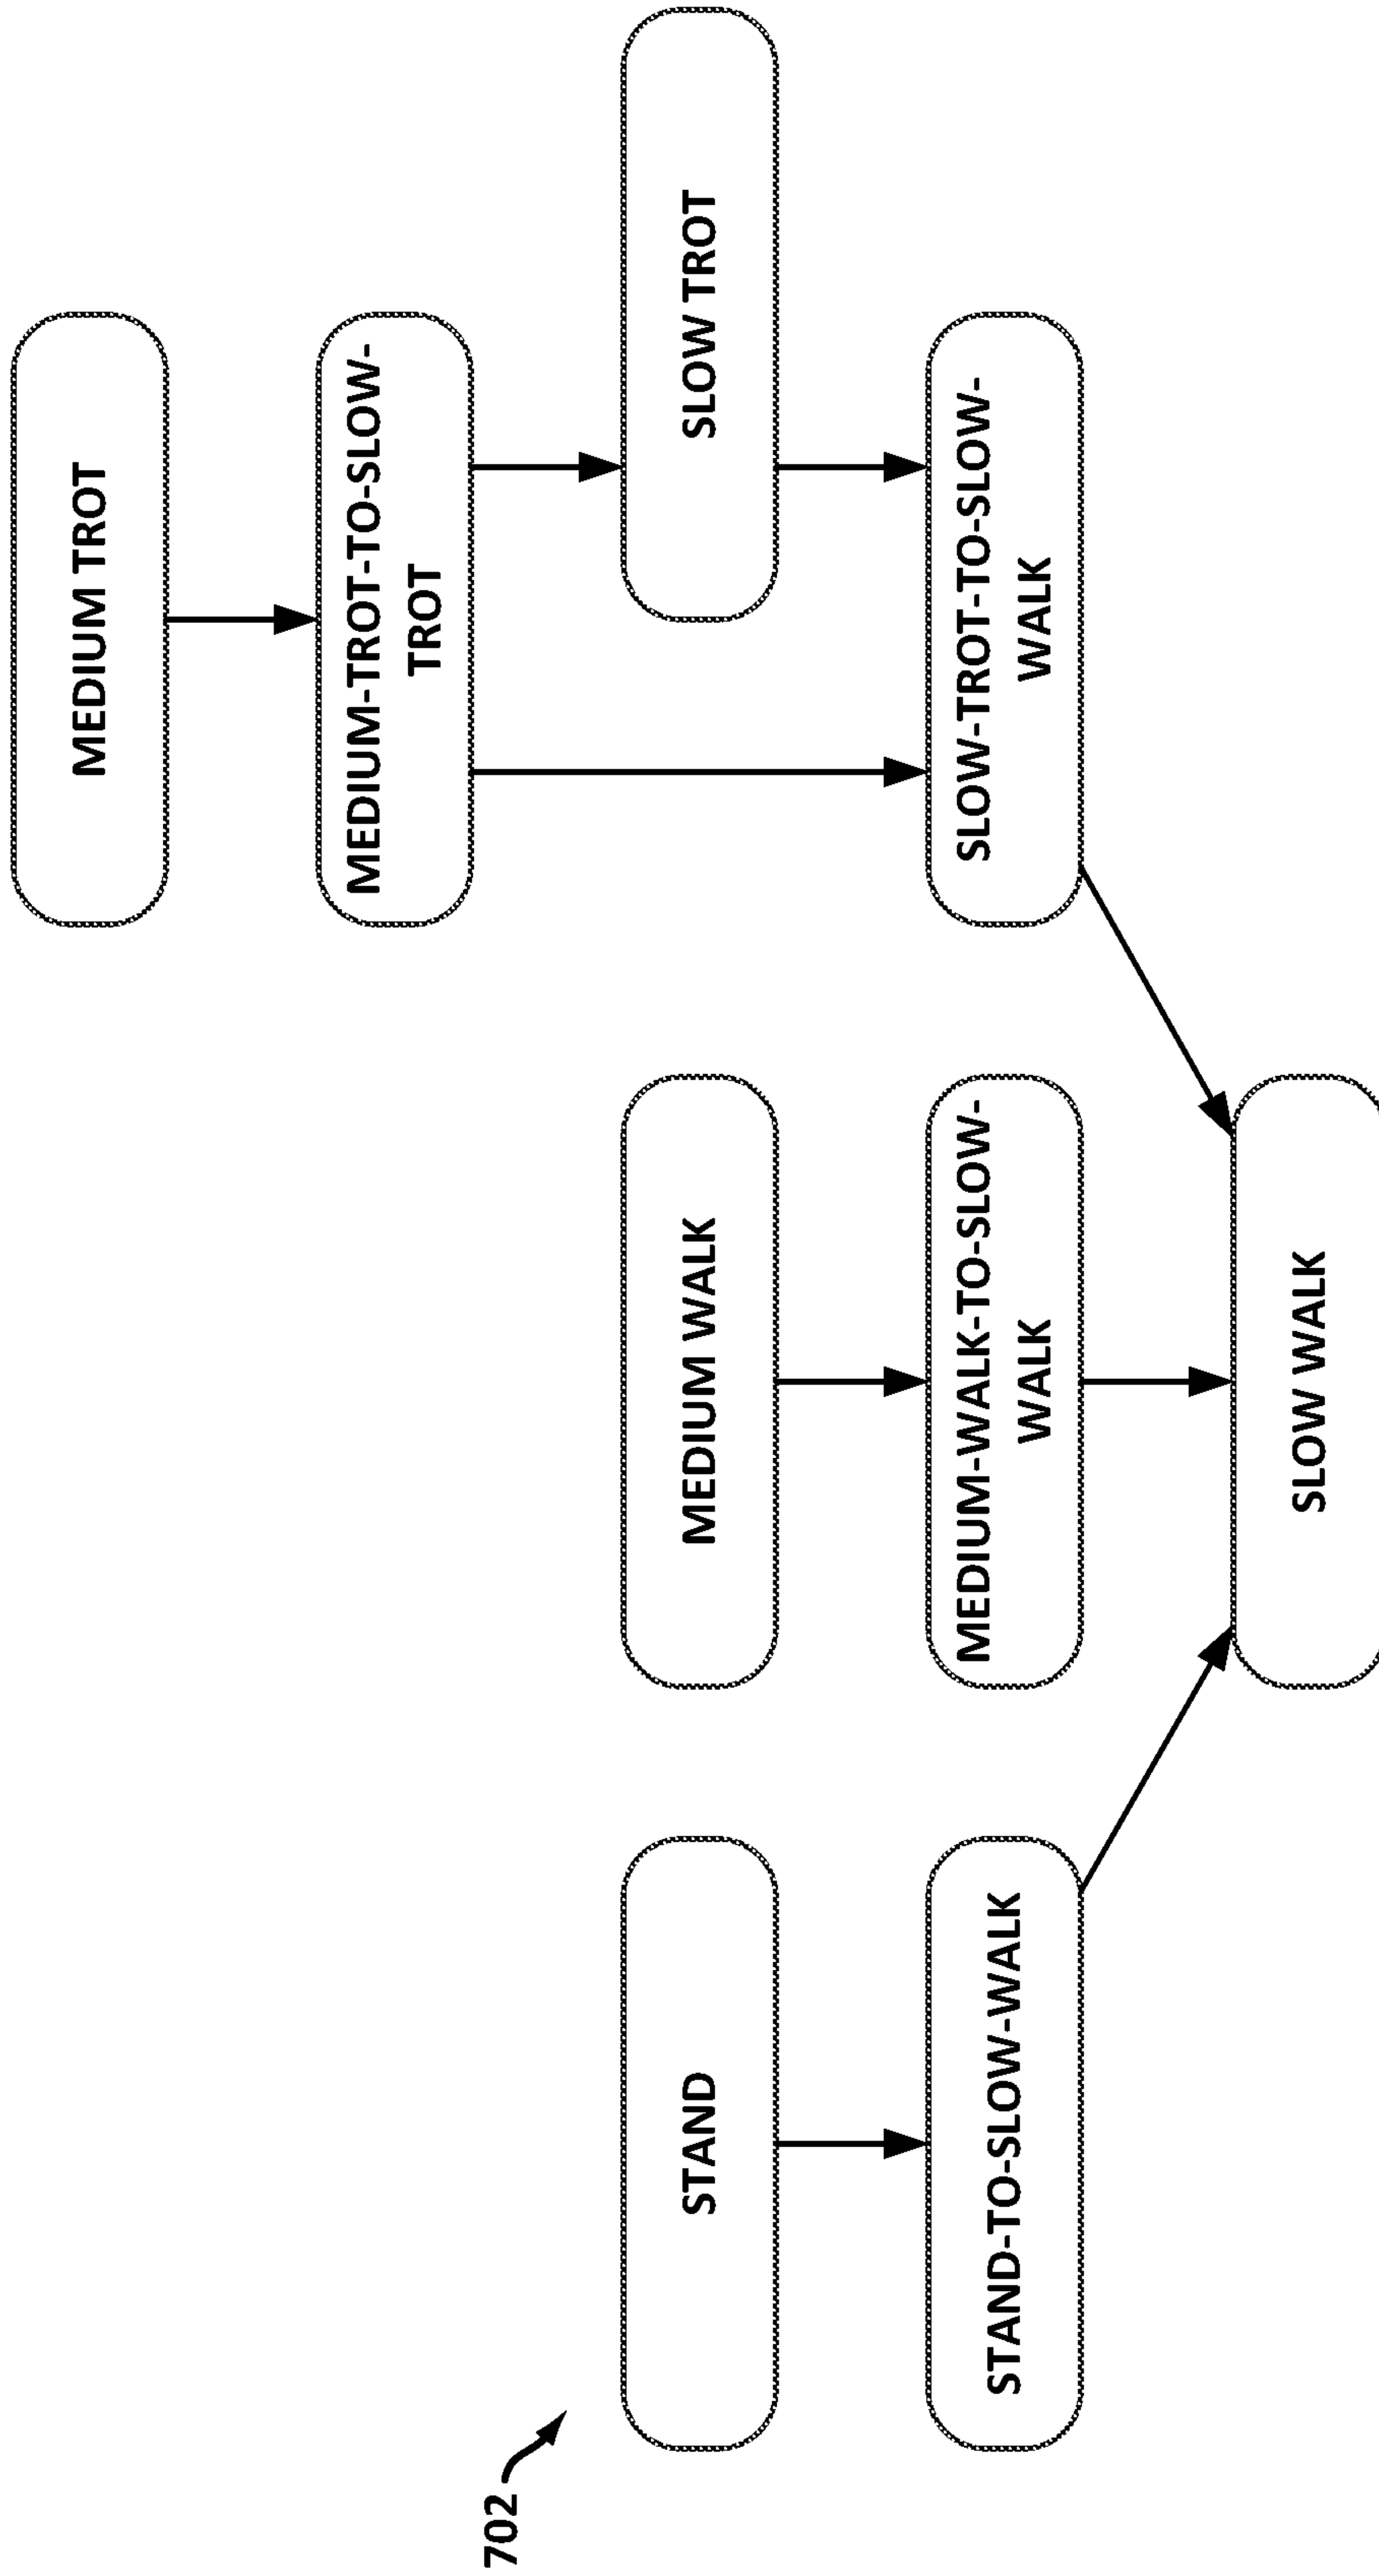 702
MEDIUM TROT
MEDIUM-TROT-TO-SLOW-
TROT
STAND
MEDIUM WALK
SLOW TROT
STAND-TO-SLOW-WALK
MEDIUM-WALK-TO-SLOW-
WALK
SLOW-TROT-TO-SLOW-
WALK
SLOW WALK